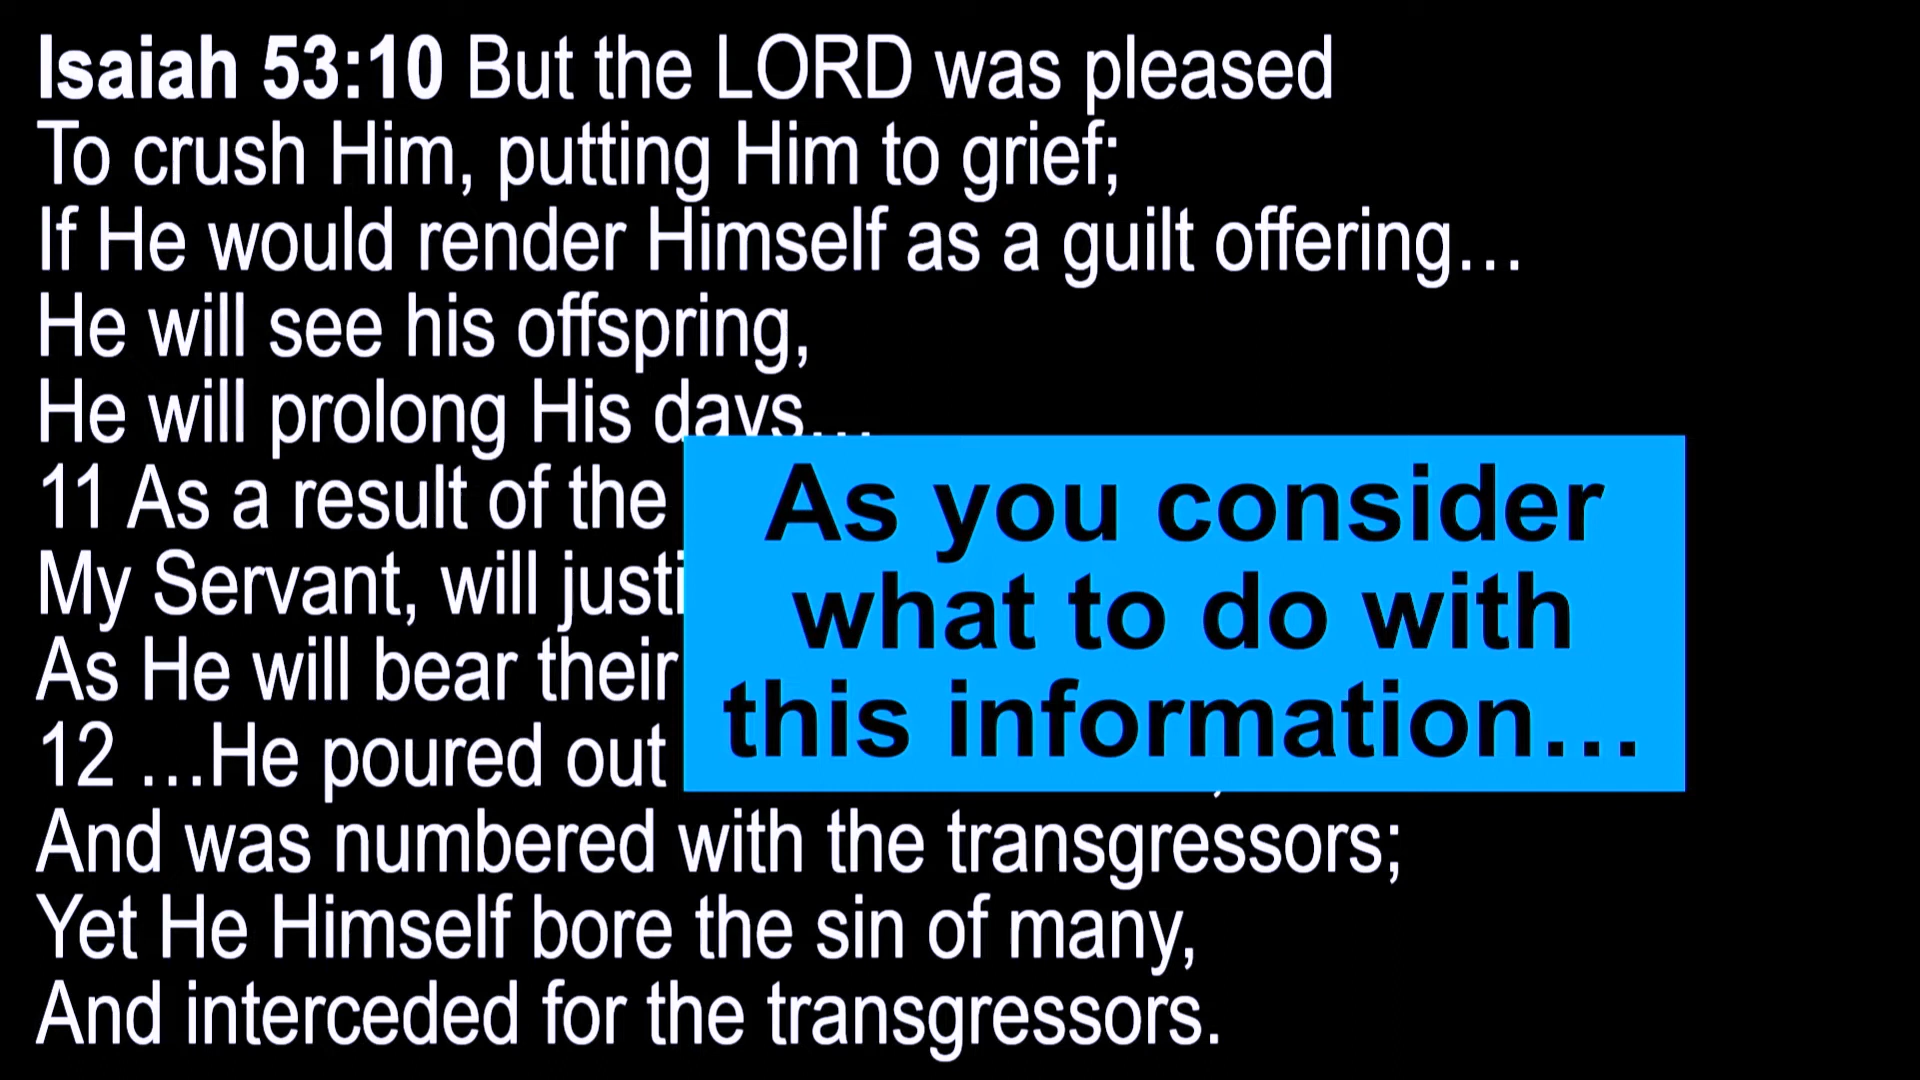 Isaiah 53:10 But the LORD was pleased
To crush Him, putting Him to grief;
If He would render Himself as a guilt offering…
He will see his offspring,
He will prolong His days…
11 As a result of the
My Servant, will
As He will bear their
12 …He poured out
And was numbered with the transgressors;
Yet He Himself bore the sin of many,
And interceded for the transgressors.
As you consider
what to do with
this information…